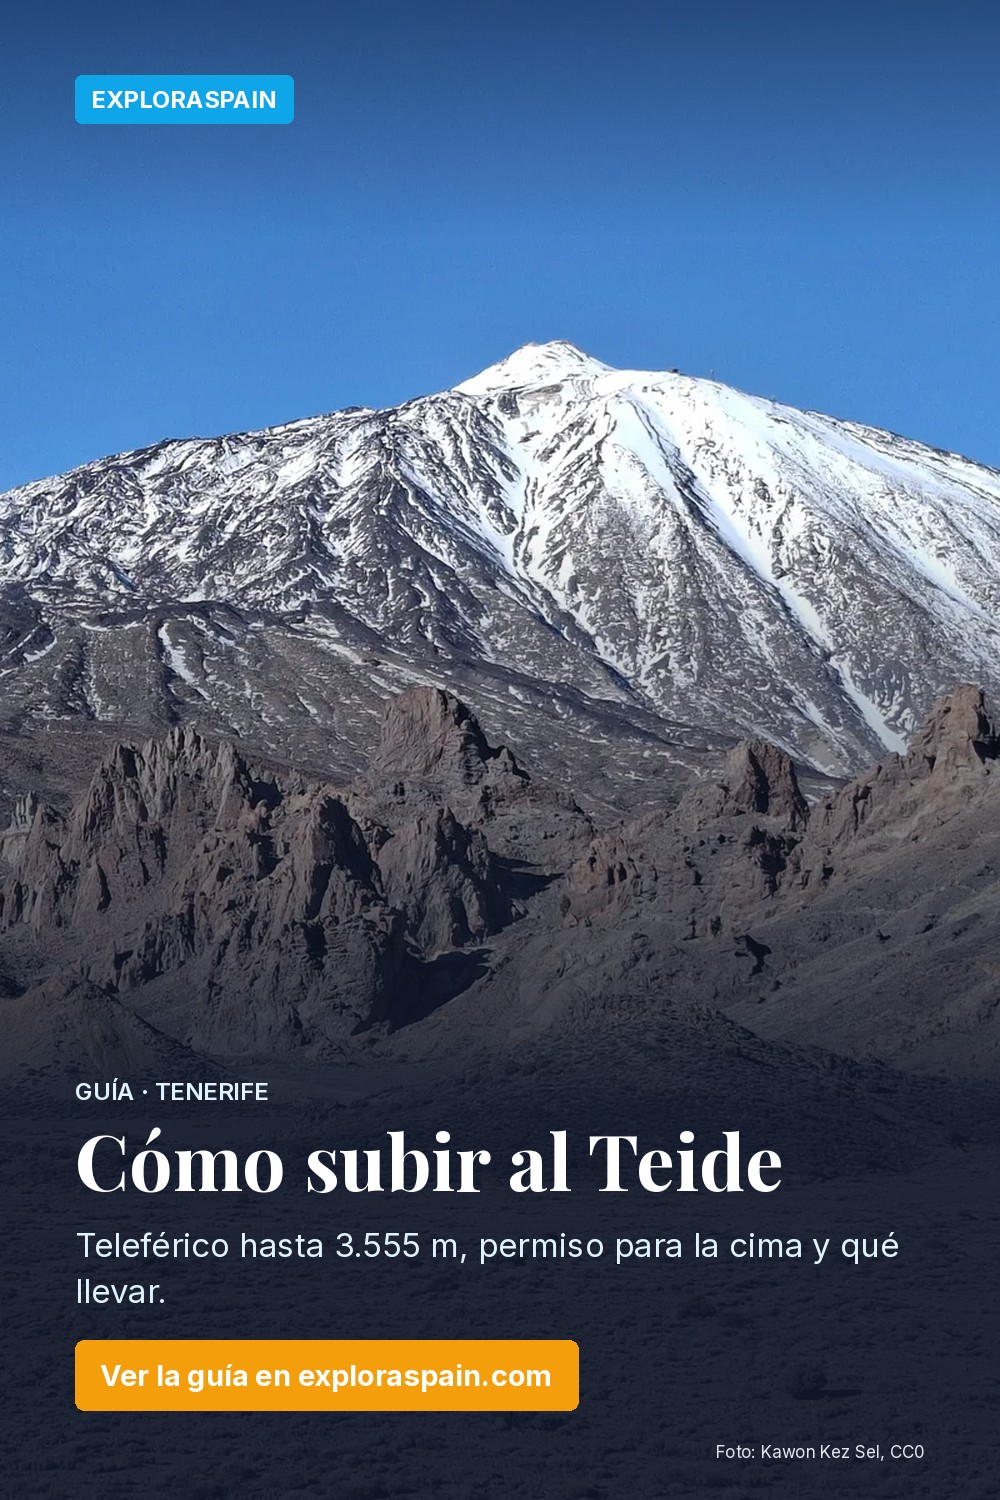 EXPLORASPAIN
GUÍA · TENERIFE
Cómo subir al Teide
Teleférico hasta 3.555 m, permiso para la cima y qué
llevar.
Ver la guía en exploraspain.com
Foto: Kawon Kez Sel, CC0